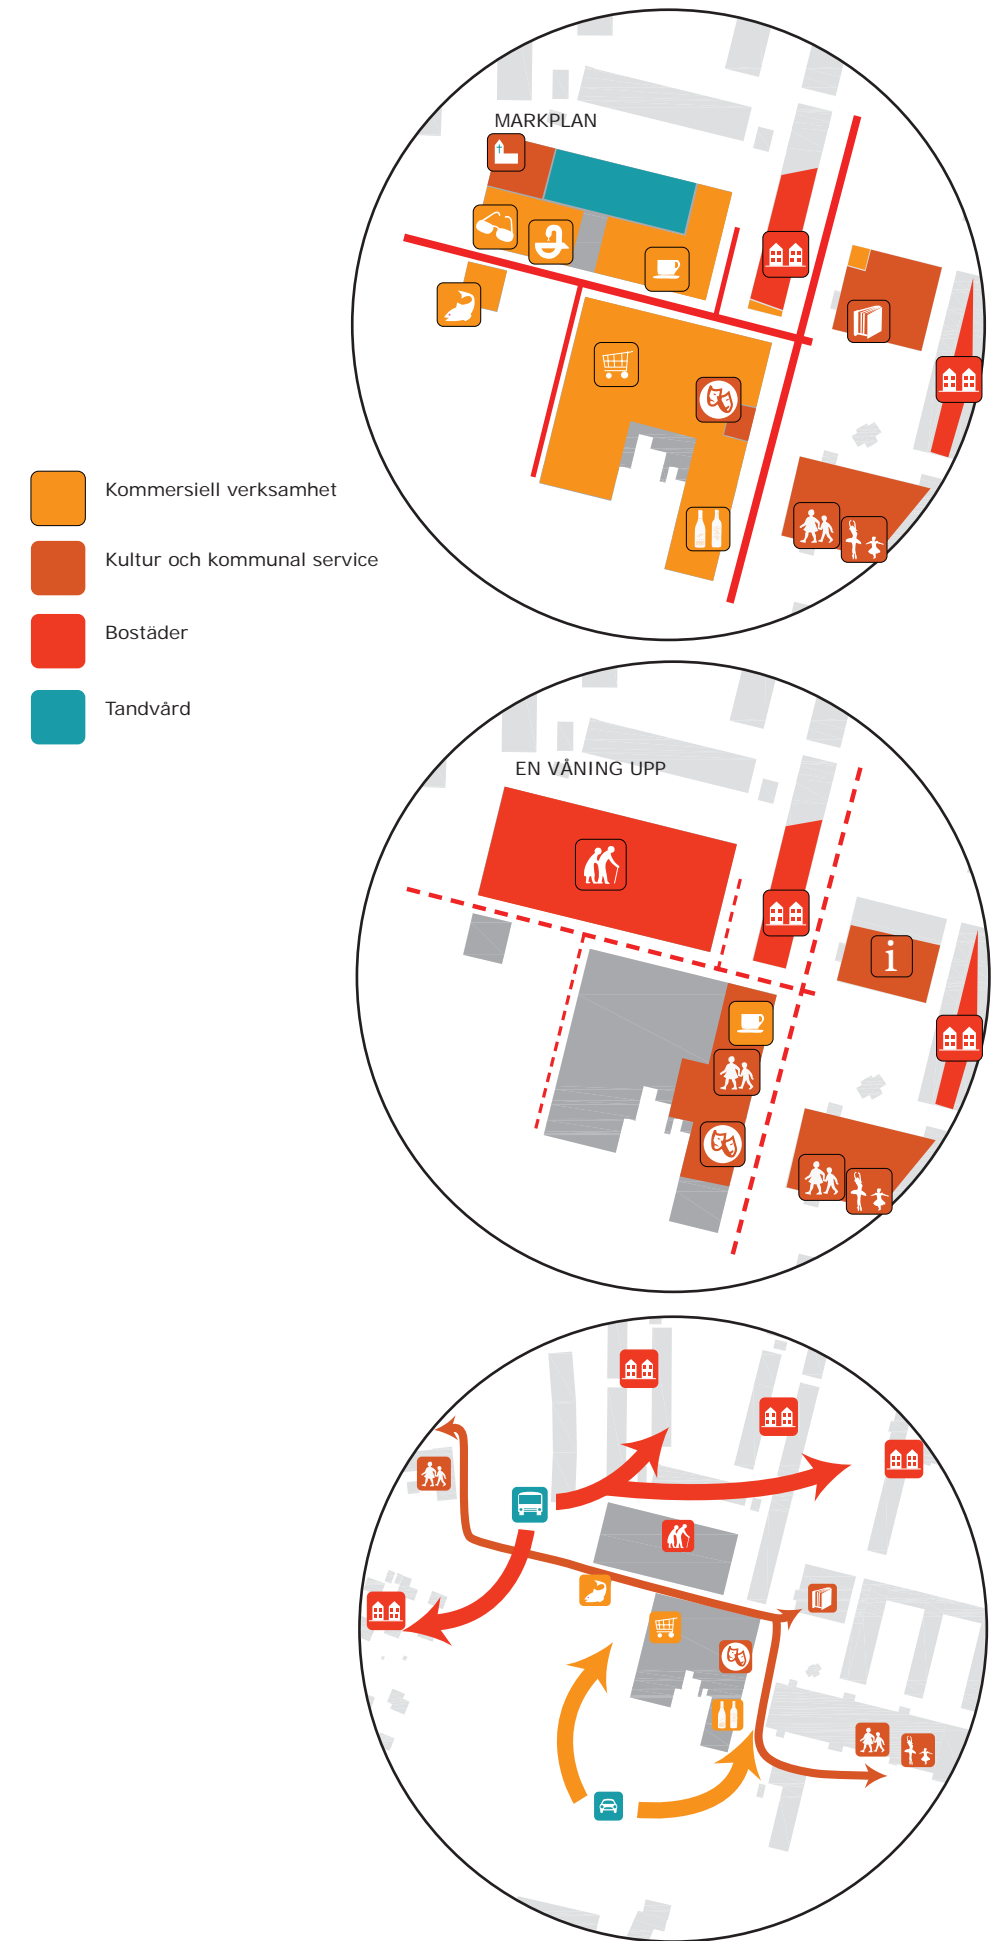 MARKPLAN
Kommersiell verksamhet
Kultur och kommunal service
Bostäder
Tandvård
EN VÅNING UPP
i